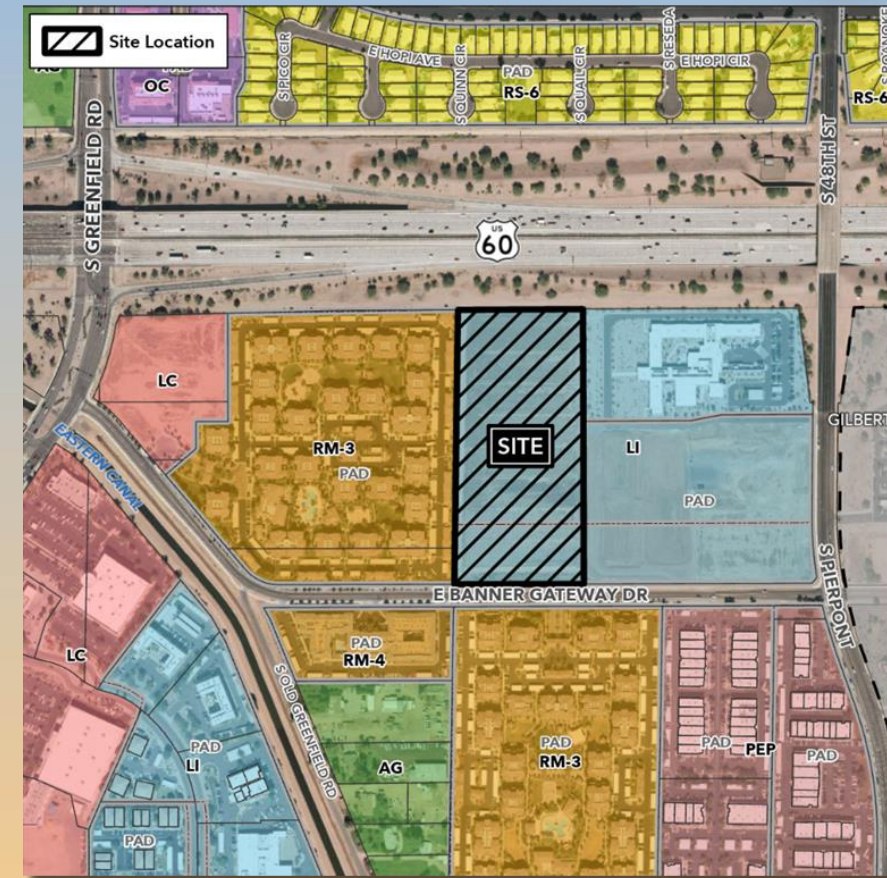 Site Location
OC
PAD
S PICO CIR
E HOPI AVE
S QUINN CIR
PAD
RS-6
S QUAIL CIR
S RESEDA
E HOPI CIR
RS-6
S GREENFIELD RD
S 48TH ST
US
60
LC
RM-3
PAD
SITE
LI
PAD
GILBERT
EASTERN CANAL
E BANNER GATEWAY DR
S PIERPONT
LC
PAD
RM-4
S OLD GREENFIELD RD
PAD
LI
AG
PAD
RM-3
PAD
PEP
PAD
PAD